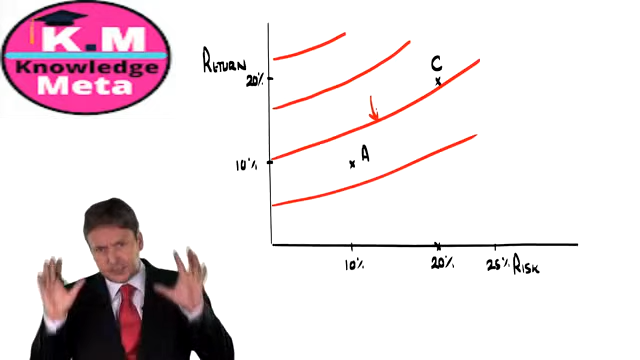 K.M
Knowledge
Meta
RETURN
20%
C
10%
A
10%
20%
25%
RISK